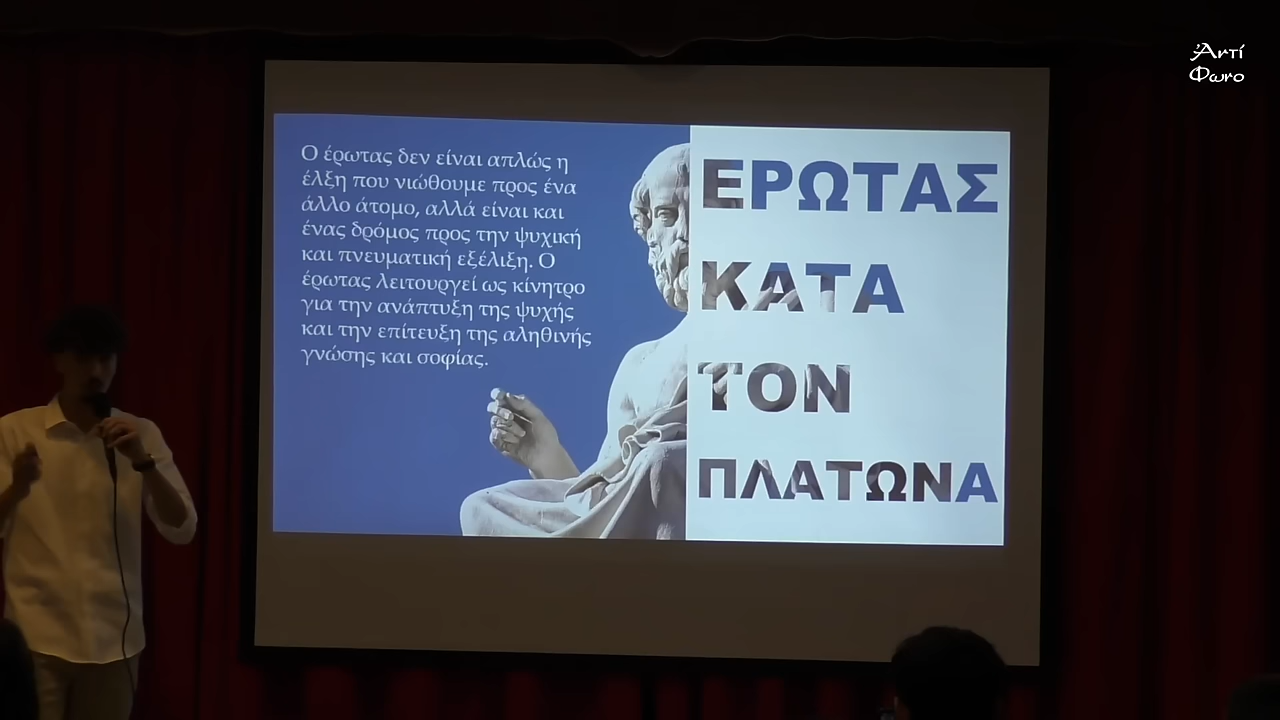 Ο έρωτας δεν είναι απλώς η
έλξη που νιώθουμε προς ένα
άλλο άτομο, αλλά είναι και
ένας δρόμος προς την ψυχική
και πνευματική εξέλιξη. Ο
έρωτας λειτουργεί ως κίνητρο
για την ανάπτυξη της ψυχής
και την επίτευξη της αληθινής
γνώσης και σοφίας.
ΕΡΩΤΑΣ
ΚΑΤΑ
ΤΟΝ
ΠΛΑΤΩΝΑ
Ἀντί
Φωνο